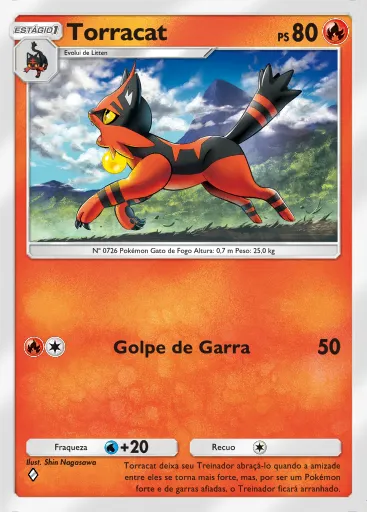 ESTÁGIO 1
Torracat
PS 80
Evolui de Litten
Nº 0726 Pokémon Gato de Fogo Altura: 0,7 m Peso: 25,0 kg
Golpe de Garra 50
Fraqueza +20 Recuo
Ilust. Shin Nagasawa
Torracat deixa seu Treinador abraçá-lo quando a amizade
entre eles se torna mais forte, mas, por ser um Pokémon
forte e de garras afiadas, o Treinador ficará arranhado.